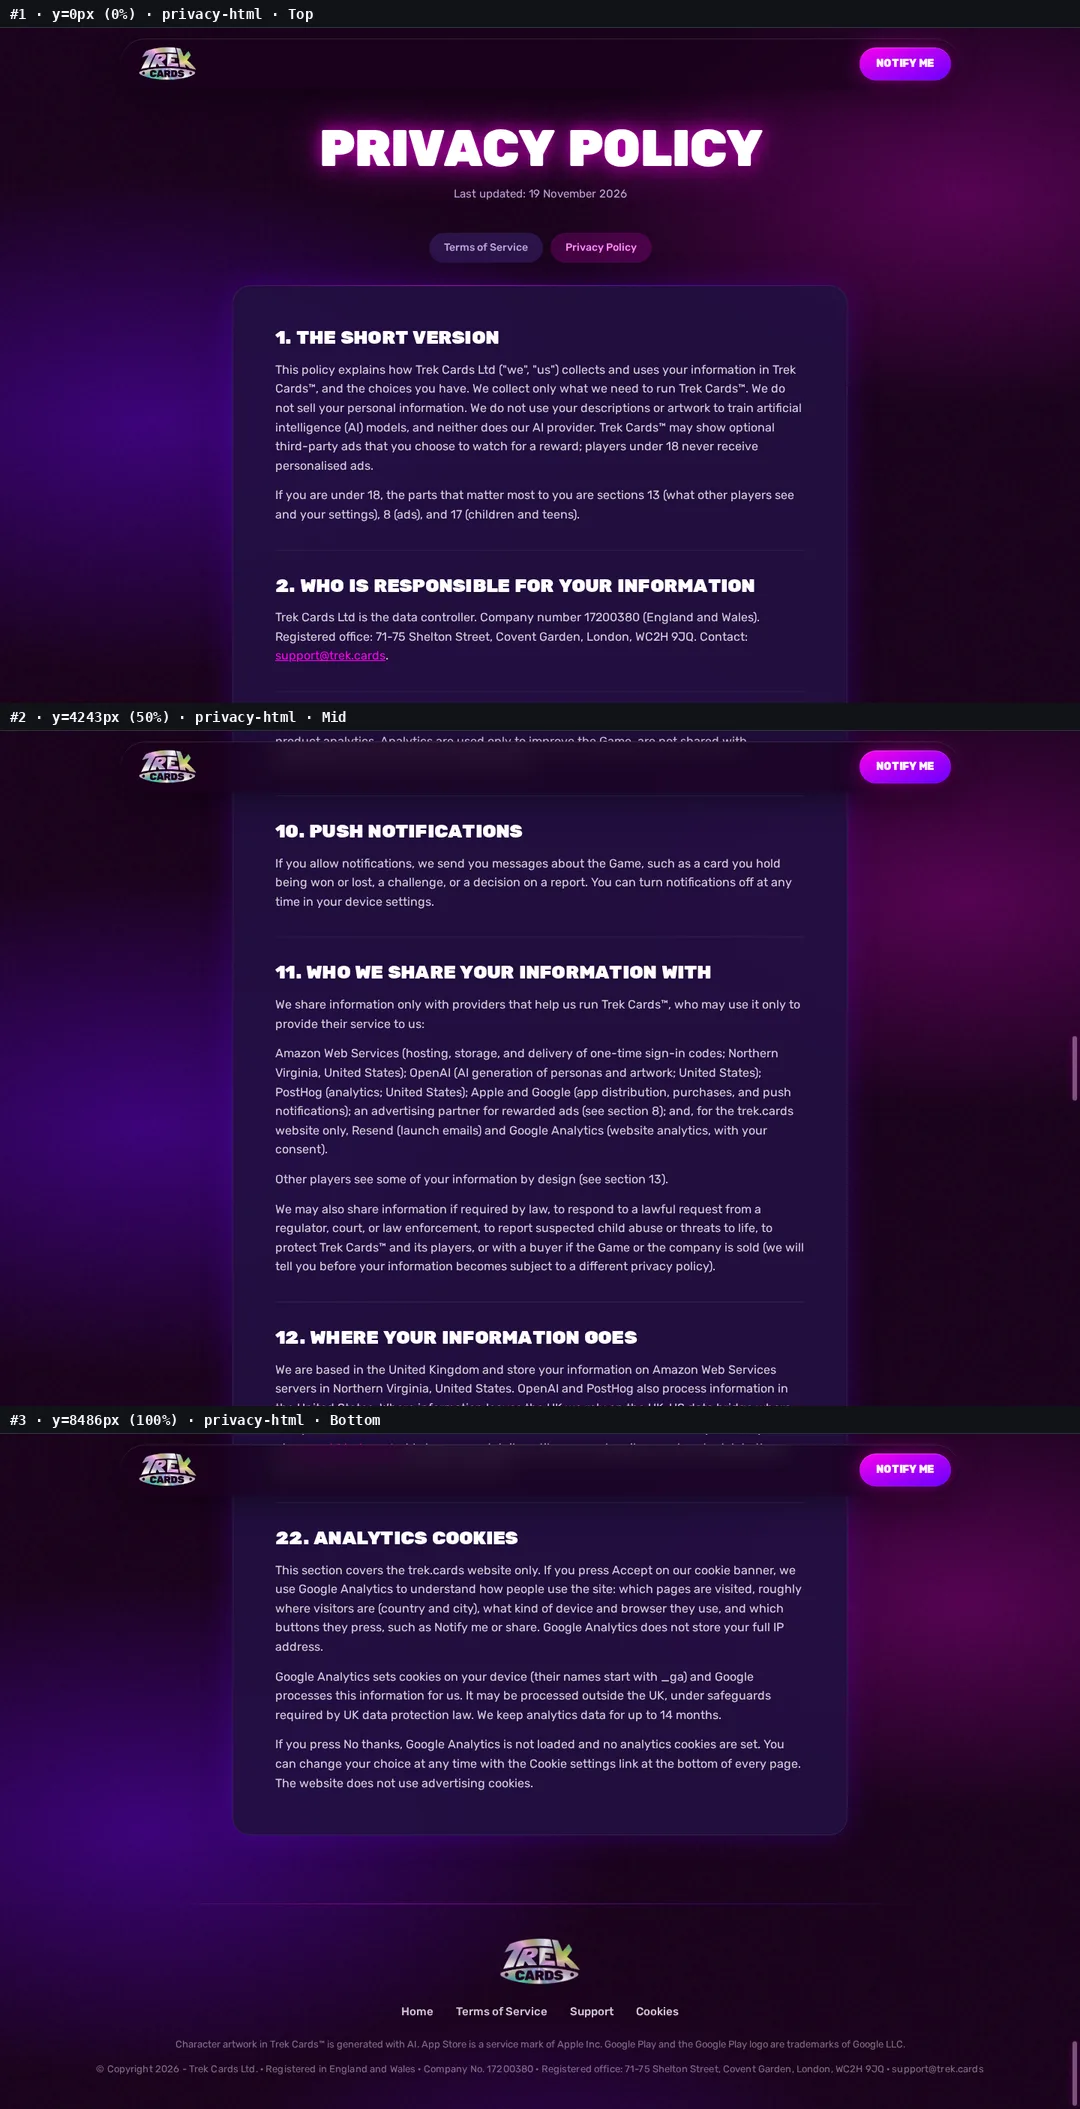 #1 · y=0px (0%) · privacy-html · Top
TREK
CARDS
NOTIFY ME
PRIVACY POLICY
Last updated: 19 November 2026
Terms of Service
Privacy Policy
1. THE SHORT VERSION
This policy explains how Trek Cards Ltd ("we", "us") collects and uses your information in Trek
Cards™, and the choices you have. We collect only what we need to run Trek Cards™. We do
not sell your personal information. We do not use your descriptions or artwork to train artificial
intelligence (AI) models, and neither does our AI provider. Trek Cards™ may show optional
third-party ads that you choose to watch for a reward; players under 18 never receive
personalised ads.
If you are under 18, the parts that matter most to you are sections 13 (what other players see
and your settings), 8 (ads), and 17 (children and teens).
2. WHO IS RESPONSIBLE FOR YOUR INFORMATION
Trek Cards Ltd is the data controller. Company number 17200380 (England and Wales).
Registered office: 71-75 Shelton Street, Covent Garden, London, WC2H 9JQ. Contact:
support@trek.cards.
#2 · y=4243px (50%) · privacy-html · Mid
product analytics. Analytics are used only to improve the Game, are not shared with
TREK
CARDS
NOTIFY ME
10. PUSH NOTIFICATIONS
If you allow notifications, we send you messages about the Game, such as a card you hold
being won or lost, a challenge, or a decision on a report. You can turn notifications off at any
time in your device settings.
11. WHO WE SHARE YOUR INFORMATION WITH
We share information only with providers that help us run Trek Cards™, who may use it only to
provide their service to us:
Amazon Web Services (hosting, storage, and delivery of one-time sign-in codes; Northern
Virginia, United States); OpenAI (AI generation of personas and artwork; United States);
PostHog (analytics; United States); Apple and Google (app distribution, purchases, and push
notifications); an advertising partner for rewarded ads (see section 8); and, for the trek.cards
website only, Resend (launch emails) and Google Analytics (website analytics, with your
consent).
Other players see some of your information by design (see section 13).
We may also share information if required by law, to respond to a lawful request from a
regulator, court, or law enforcement, to report suspected child abuse or threats to life, to
protect Trek Cards™ and its players, or with a buyer if the Game or the company is sold (we will
tell you before your information becomes subject to a different privacy policy).
12. WHERE YOUR INFORMATION GOES
We are based in the United Kingdom and store your information on Amazon Web Services
servers in Northern Virginia, United States. OpenAI and PostHog also process information in
#3 · y=8486px (100%) · privacy-html · Bottom
TREK
CARDS
NOTIFY ME
22. ANALYTICS COOKIES
This section covers the trek.cards website only. If you press Accept on our cookie banner, we
use Google Analytics to understand how people use the site: which pages are visited, roughly
where visitors are (country and city), what kind of device and browser they use, and which
buttons they press, such as Notify me or share. Google Analytics does not store your full IP
address.
Google Analytics sets cookies on your device (their names start with _ga) and Google
processes this information for us. It may be processed outside the UK, under safeguards
required by UK data protection law. We keep analytics data for up to 14 months.
If you press No thanks, Google Analytics is not loaded and no analytics cookies are set. You
can change your choice at any time with the Cookie settings link at the bottom of every page.
The website does not use advertising cookies.
TREK
CARDS
Home
Terms of Service
Support
Cookies
Character artwork in Trek Cards™ is generated with AI. App Store is a service mark of Apple Inc. Google Play and the Google Play logo are trademarks of Google LLC.
© Copyright 2026 - Trek Cards Ltd. • Registered in England and Wales • Company No. 17200380 • Registered office: 71-75 Shelton Street, Covent Garden, London, WC2H 9JQ • support@trek.cards